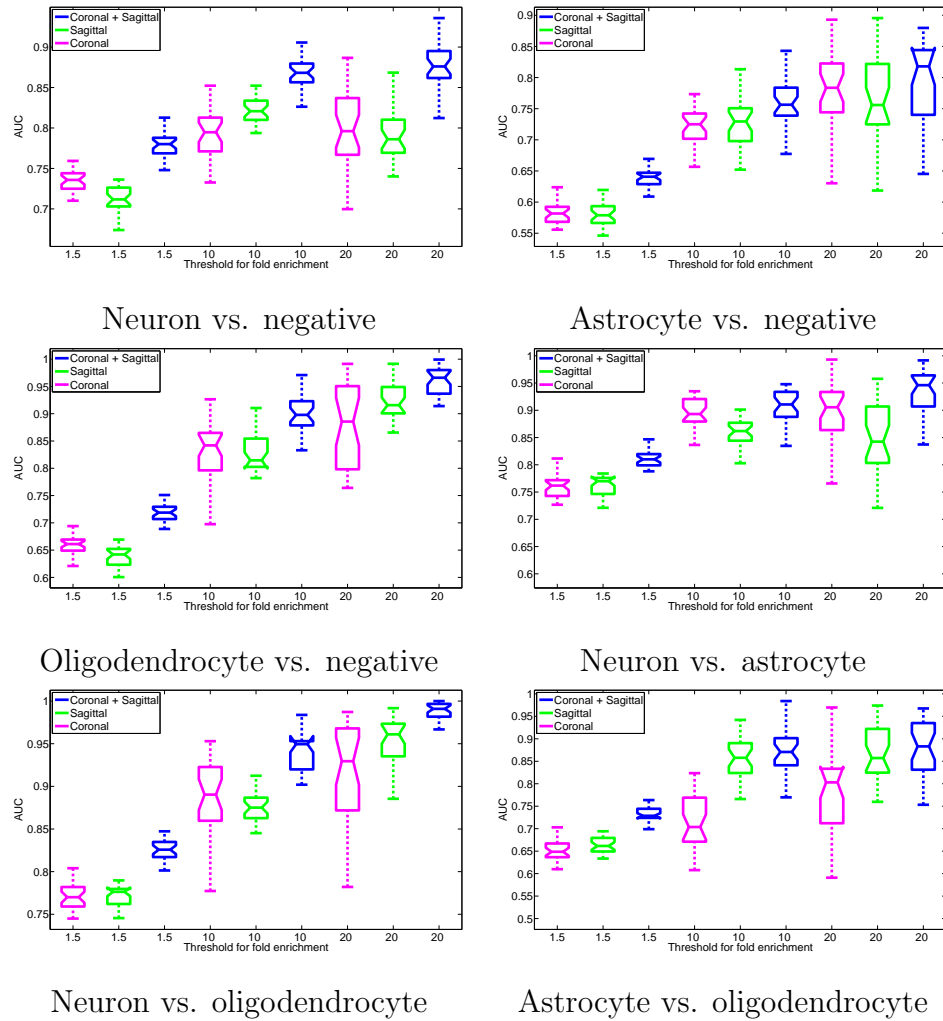 Coronal + Sagittal
Sagittal
Coronal
AUC
0.9
0.85
0.8
0.75
0.7
1.5 1.5 1.5 10 10 10 20 20 20
Threshold for fold enrichment
Neuron vs. negative
Coronal + Sagittal
Sagittal
Coronal
AUC
0.85
0.8
0.75
0.7
0.65
0.6
0.55
1.5 1.5 1.5 10 10 10 20 20 20
Threshold for fold enrichment
Astrocyte vs. negative
Coronal + Sagittal
Sagittal
Coronal
AUC
1
0.95
0.9
0.85
0.8
0.75
0.7
0.65
0.6
1.5 1.5 1.5 10 10 10 20 20 20
Threshold for fold enrichment
Oligodendrocyte vs. negative
Coronal + Sagittal
Sagittal
Coronal
AUC
1
0.95
0.9
0.85
0.8
0.75
0.7
0.65
0.6
1.5 1.5 1.5 10 10 10 20 20 20
Threshold for fold enrichment
Neuron vs. astrocyte
Coronal + Sagittal
Sagittal
Coronal
AUC
1
0.95
0.9
0.85
0.8
0.75
1.5 1.5 1.5 10 10 10 20 20 20
Threshold for fold enrichment
Neuron vs. oligodendrocyte
Coronal + Sagittal
Sagittal
Coronal
AUC
1
0.95
0.9
0.85
0.8
0.75
0.7
0.65
0.6
0.55
0.5
1.5 1.5 1.5 10 10 10 20 20 20
Threshold for fold enrichment
Astrocyte vs. oligodendrocyte